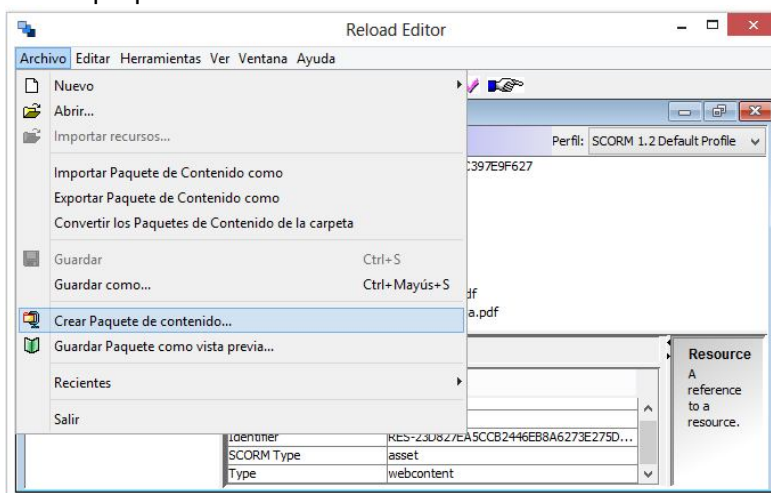 Reload Editor
Archivo Editar Herramientas Ver Ventana Ayuda
Nuevo
Abrir...
Importar recursos...
Perfil: SCORM 1.2 Default Profile
C397E9F627
Importar Paquete de Contenido como
Exportar Paquete de Contenido como
Convertir los Paquetes de Contenido de la carpeta
Guardar Ctrl+S
Guardar como... Ctrl+Mayús+S
df
a.pdf
Crear Paquete de contenido...
Guardar Paquete como vista previa...
Resource
A
reference
to a
resource.
Recientes
Salir
Identifier RES-23D827EA5CCB2446EB8A6273E275D...
SCORM Type asset
Type webcontent